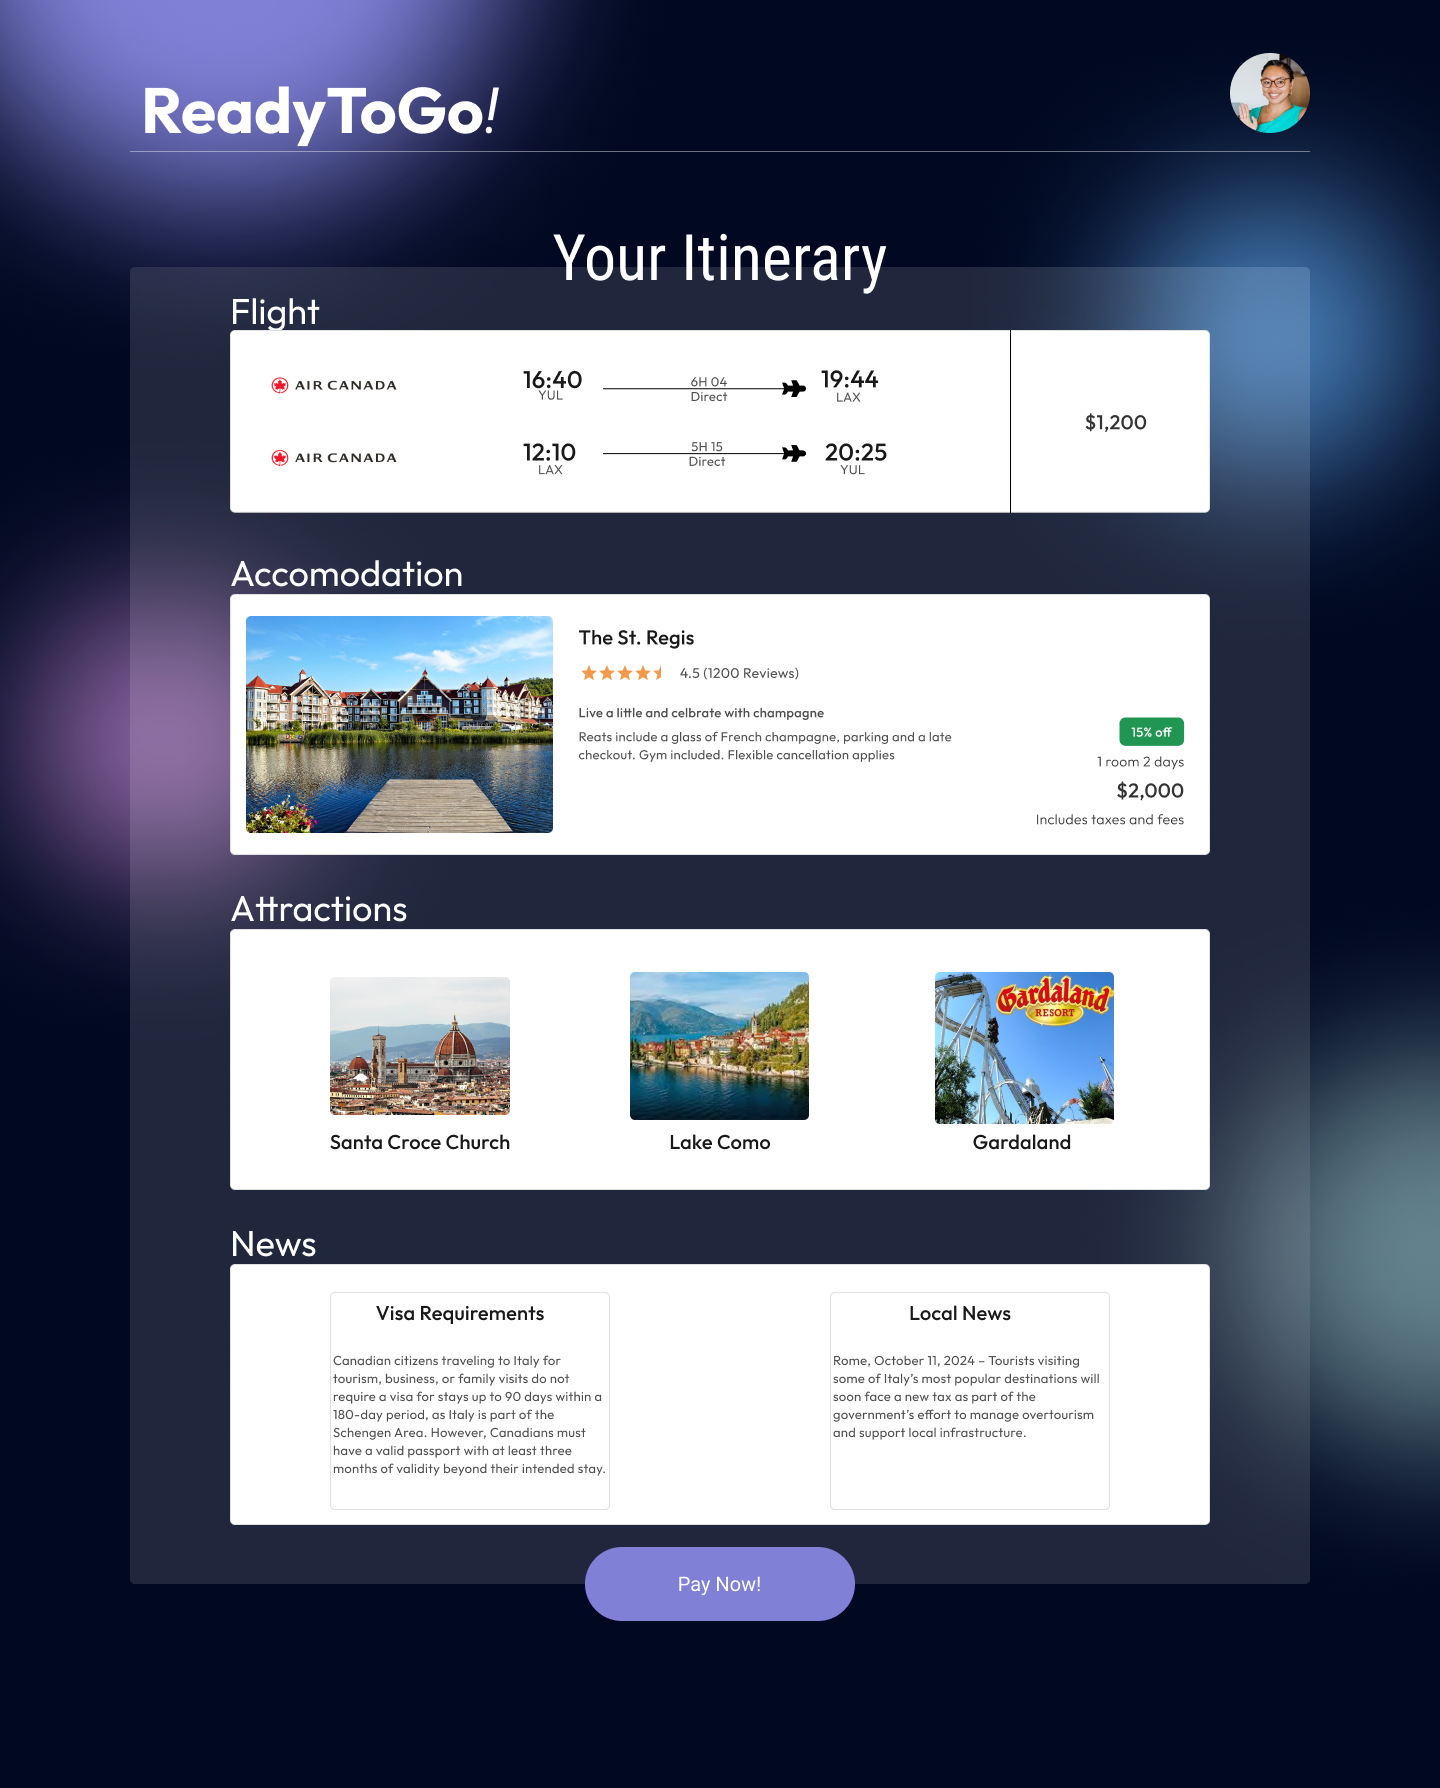 ReadyToGo!
Your Itinerary
Flight
AIR CANADA
16:40
YUL
6H 04
Direct
19:44
LAX
$1,200
AIR CANADA
12:10
LAX
5H 15
Direct
20:25
YUL
Accomodation
The St. Regis
4.5 (1200 Reviews)
Live a little and celbrate with champagne
Reats include a glass of French champagne, parking and a late
checkout. Gym included. Flexible cancellation applies
15% off
1 room 2 days
$2,000
Includes taxes and fees
Attractions
Gardaland
RESORT
Santa Croce Church
Lake Como
Gardaland
News
Visa Requirements
Canadian citizens traveling to Italy for
tourism, business, or family visits do not
require a visa for stays up to 90 days within a
180-day period, as Italy is part of the
Schengen Area. However, Canadians must
have a valid passport with at least three
months of validity beyond their intended stay.
Local News
Rome, October 11, 2024 – Tourists visiting
some of Italy’s most popular destinations will
soon face a new tax as part of the
government’s effort to manage overtourism
and support local infrastructure.
Pay Now!